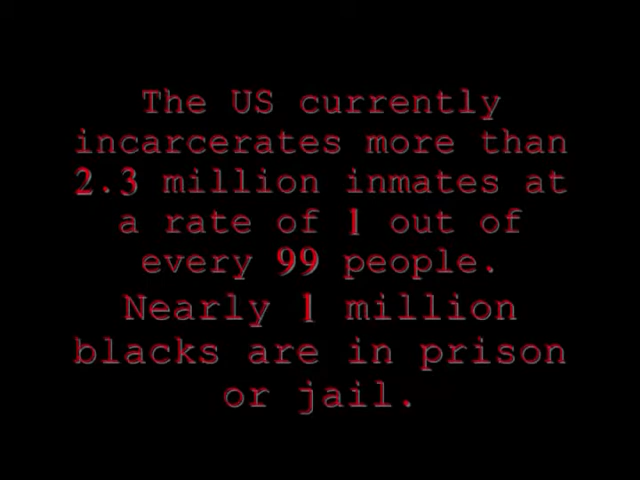 The US currently
incarcerates more than
2.3 million inmates at
a rate of 1 out of
every 99 people.
Nearly 1 million
blacks are in prison
or jail.